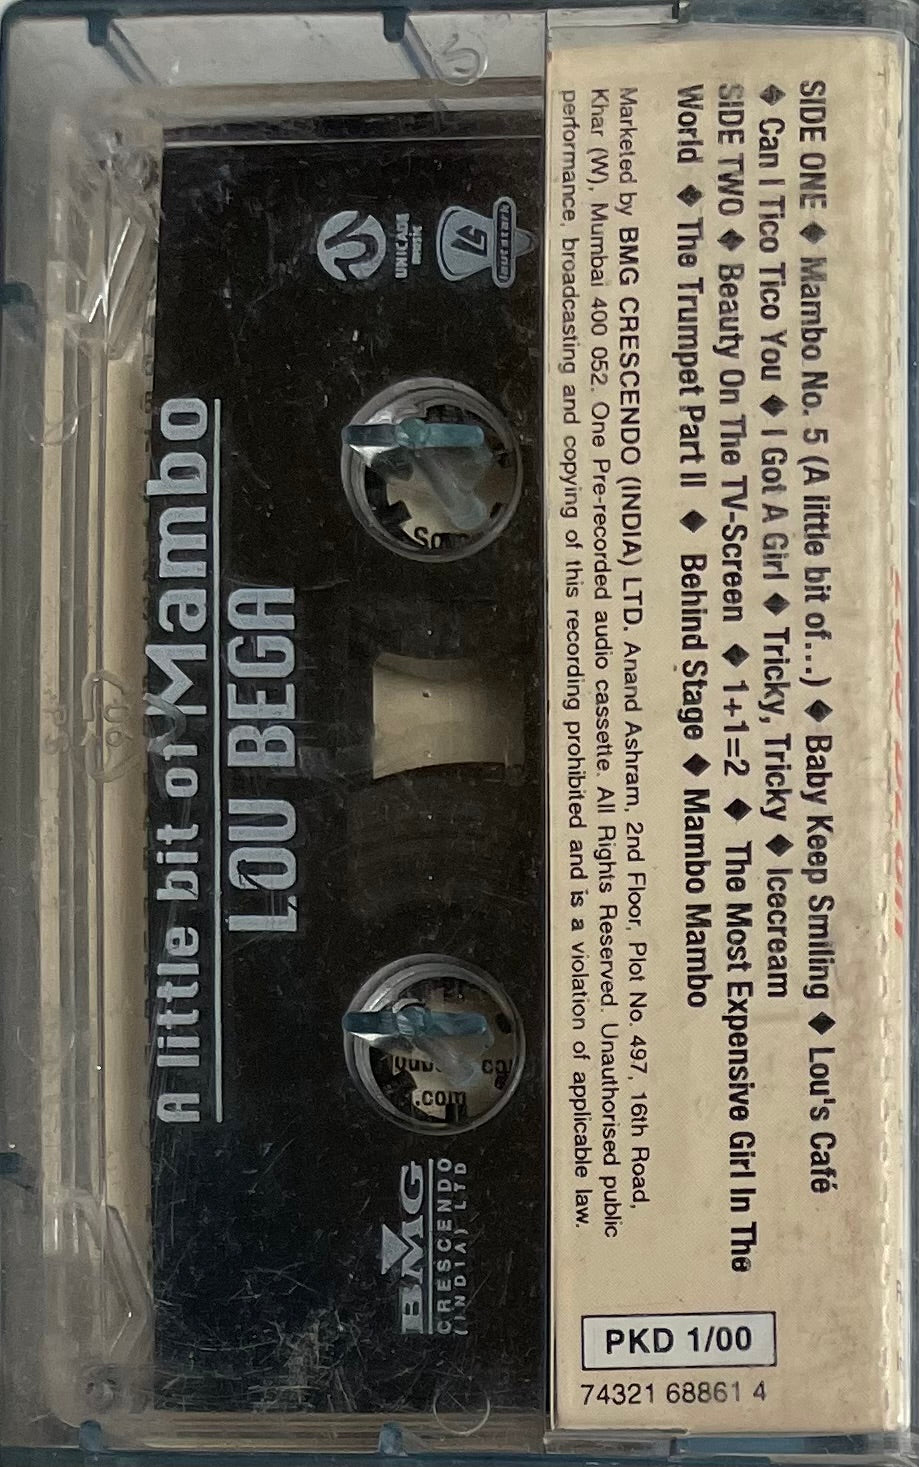 SIDE ONE ◆ Mambo No. 5 (A little bit of...) ◆ Baby Keep Smiling ◆ Lou's Café
◆ Can I Tico Tico You ◆ I Got A Girl ◆ Tricky, Tricky ◆ Icecream
SIDE TWO ◆ Beauty On The TV-Screen ◆ 1+1=2 ◆ The Most Expensive Girl In The
World ◆ The Trumpet Part II ◆ Behind Stage ◆ Mambo Mambo
Marketed by BMG CRESCENDO (INDIA) LTD. Anand Ashram, 2nd Floor, Plot No. 497, 16th Road,
Khar (W), Mumbai 400 052. One Pre-recorded audio cassette. All Rights Reserved. Unauthorised public
performance, broadcasting and copying of this recording prohibited and is a violation of applicable law.
PKD 1/00
74321 68861 4
UNICADE
MUSIC
BMG
CRESCENDO
(INDIA) LTD
.com
LOU BEGA
A little bit of Mambo